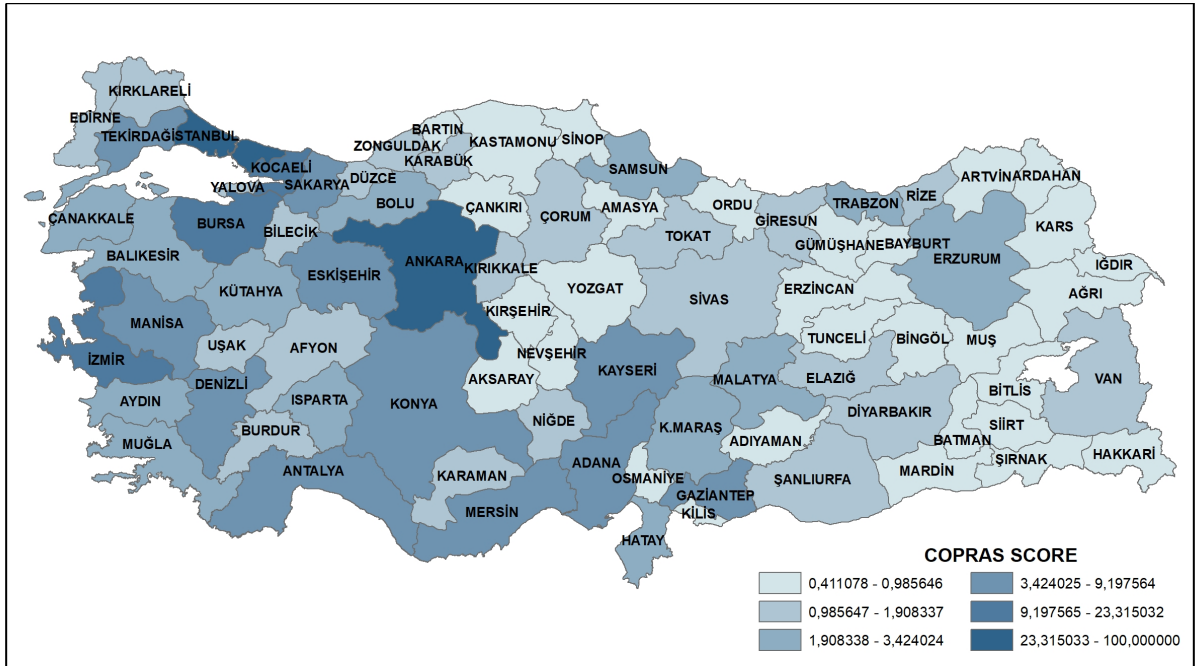 KIRKLARELİ
EDİRNE
TEKİRDAĞ
İSTANBUL
KOCAELİ
YALOVA
SAKARYA
DÜZCE
ZONGULDAK
BARTIN
KARABÜK
KASTAMONU
SİNOP
SAMSUN
ÇANAKKALE
BURSA
BİLECİK
BOLU
ÇANKIRI
ÇORUM
AMASYA
ORDU
GİRESUN
TRABZON
RİZE
ARTVİN
ARDAHAN
KARS
TOKAT
GÜMÜŞHANE
BAYBURT
ERZURUM
IĞDIR
AĞRI
BALIKESİR
KÜTAHYA
ESKİŞEHİR
ANKARA
KIRIKKALE
KIRŞEHİR
YOZGAT
SİVAS
ERZİNCAN
MANİSA
UŞAK
AFYON
NEVŞEHİR
TUNCELİ
BİNGÖL
MUŞ
İZMİR
DENİZLİ
ISPARTA
KONYA
AKSARAY
KAYSERİ
MALATYA
ELAZIĞ
BİTLİS
VAN
AYDIN
BURDUR
NİĞDE
DİYARBAKIR
SİİRT
MUĞLA
K.MARAŞ
ADIYAMAN
BATMAN
ANTALYA
KARAMAN
ADANA
OSMANİYE
MARDİN
ŞIRNAK
HAKKARİ
MERSİN
GAZİANTEP
ŞANLIURFA
KİLİS
HATAY
COPRAS SCORE
0,411078 - 0,985646
3,424025 - 9,197564
0,985647 - 1,908337
9,197565 - 23,315032
1,908338 - 3,424024
23,315033 - 100,000000